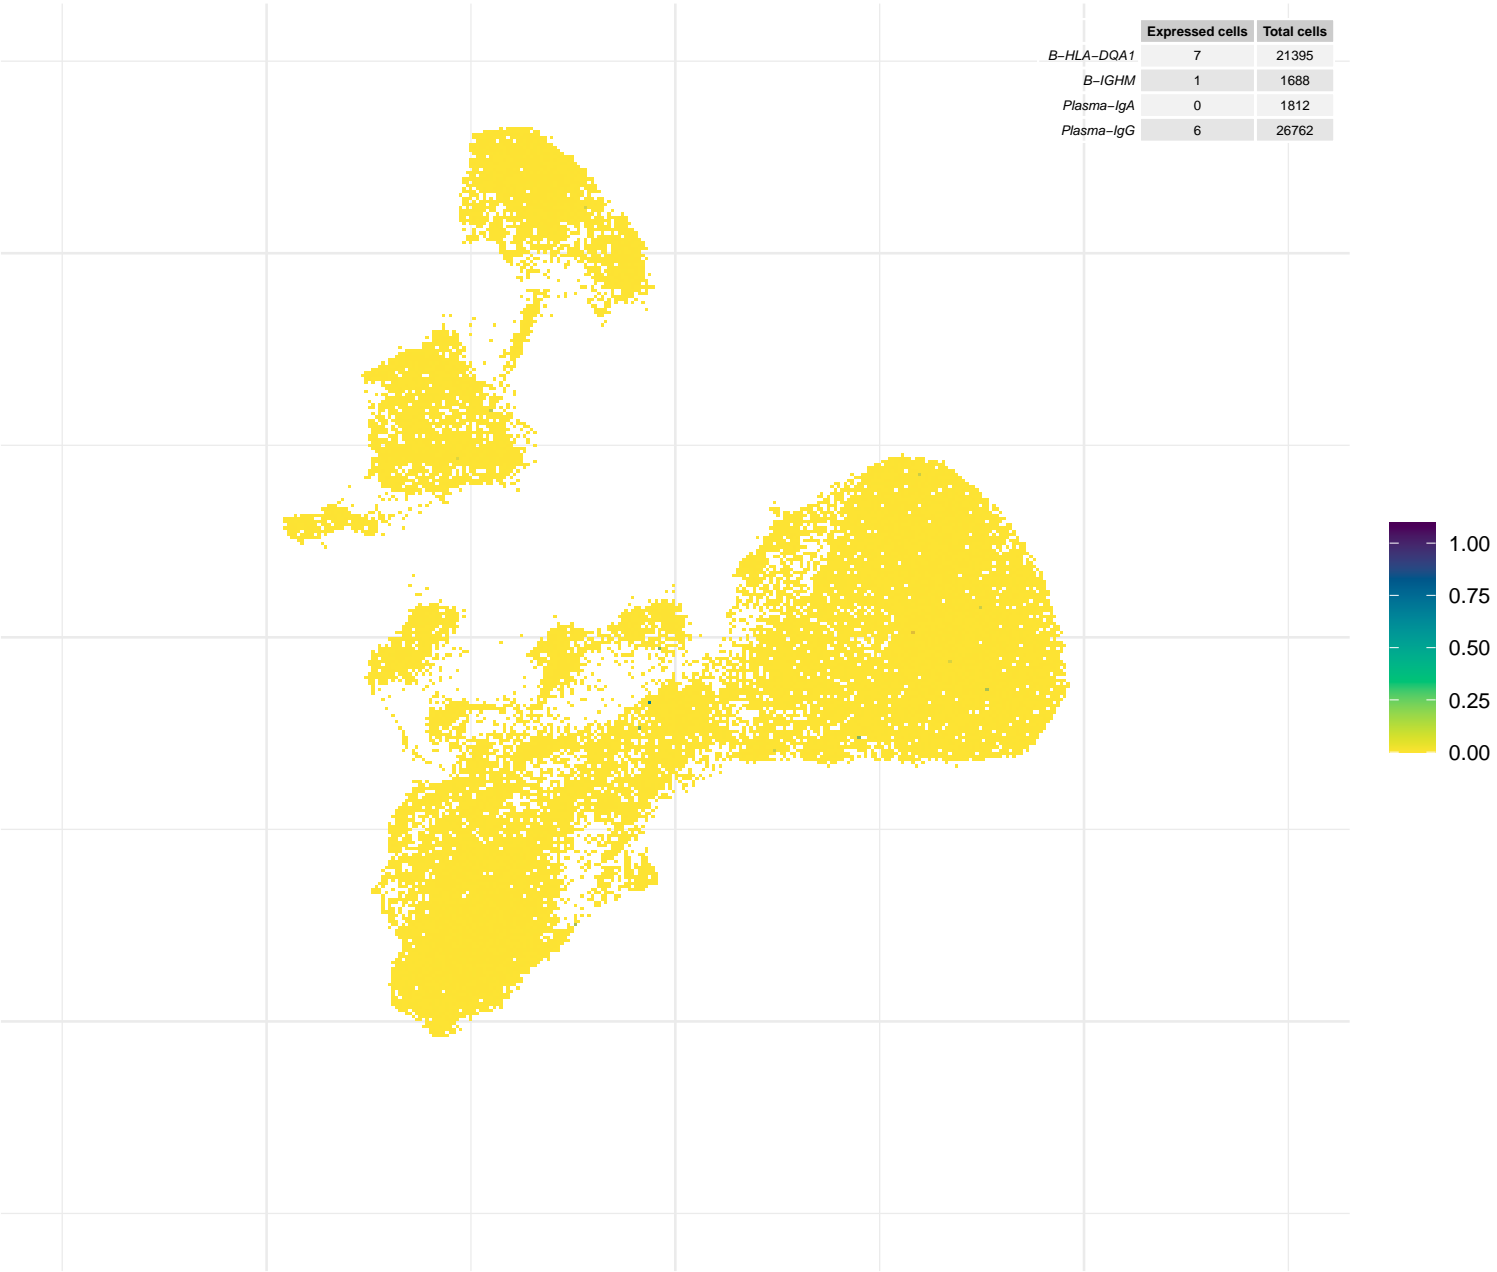 Expressed cells Total cells
B−HLA−DQA1 7 21395
B−IGHM 1 1688
Plasma−IgA 0 1812
Plasma−IgG 6 26762
1.00
0.75
0.50
0.25
0.00